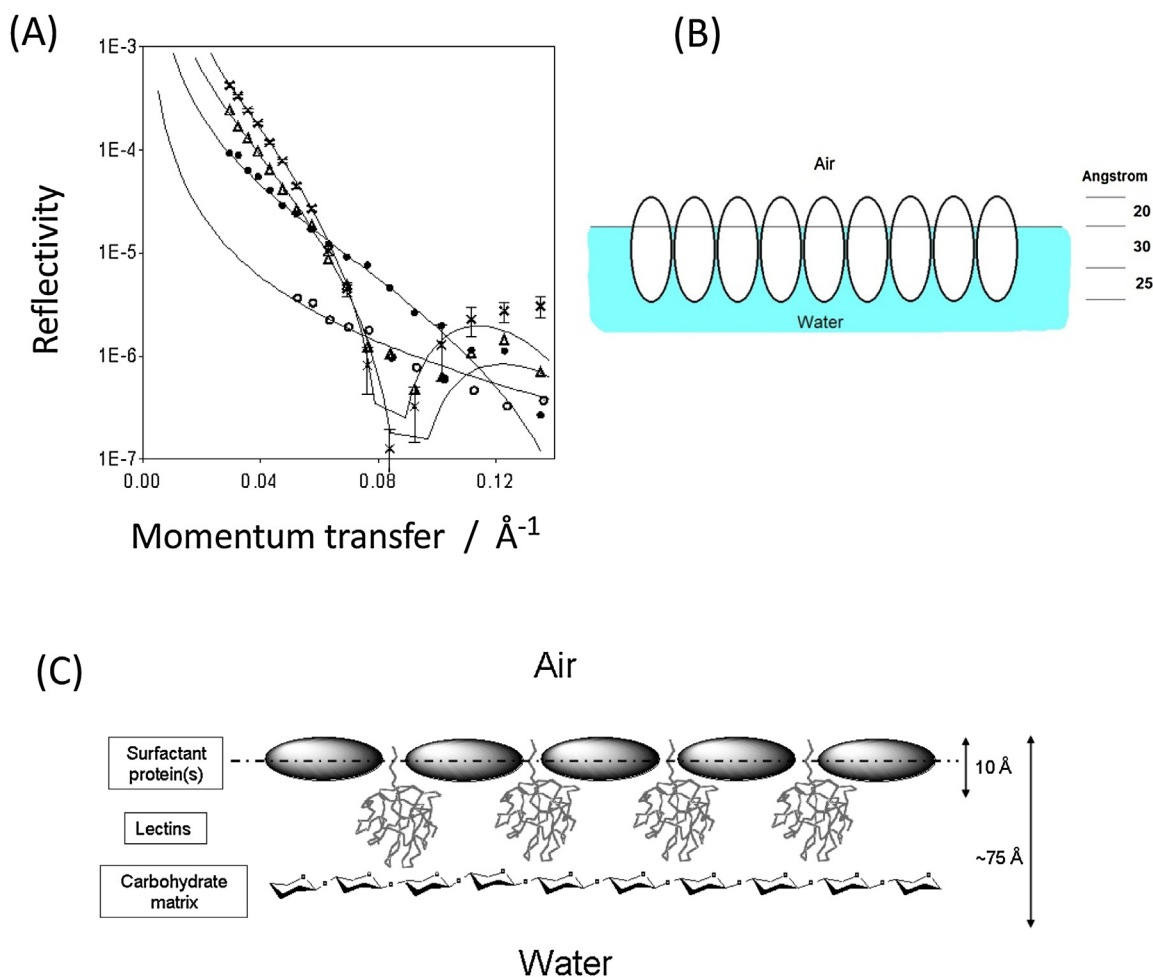 (A)
1E-3
1E-4
1E-5
1E-6
1E-7
0.00 0.04 0.08 0.12
Reflectivity
Momentum transfer / Å-1
(B)
Air
Water
Angstrom
20
30
25
(C)
Air
Surfactant
protein(s)
10 Å
Lectins
~75 Å
Carbohydrate
matrix
Water